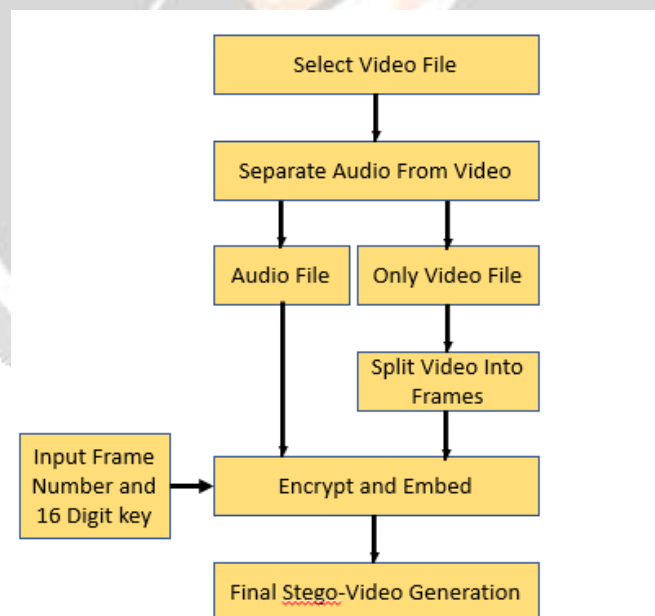 Select Video File
Separate Audio From Video
Audio File
Only Video File
Split Video Into
Frames
Input Frame
Number and
16 Digit key
Encrypt and Embed
Final Stego-Video Generation